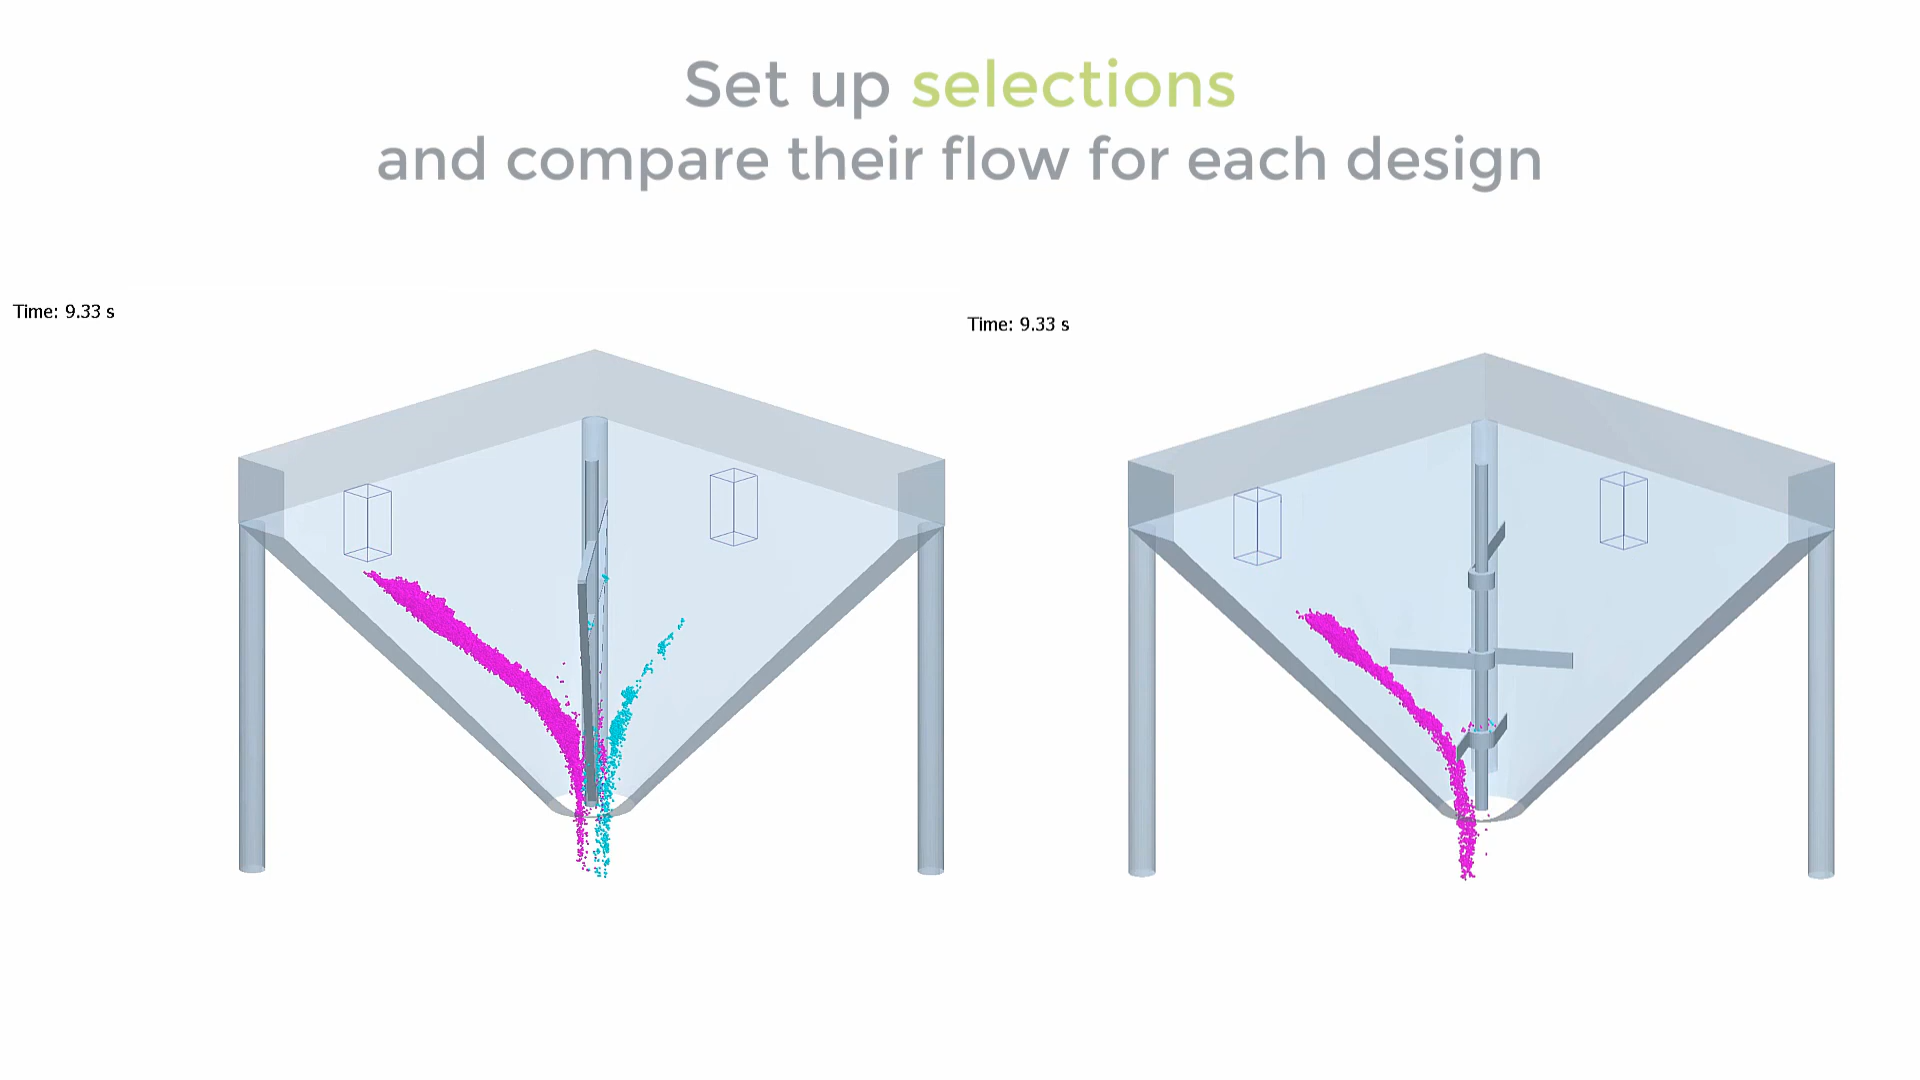 Set up selections
and compare their flow for each design
Time: 9.33 s
Time: 9.33 s